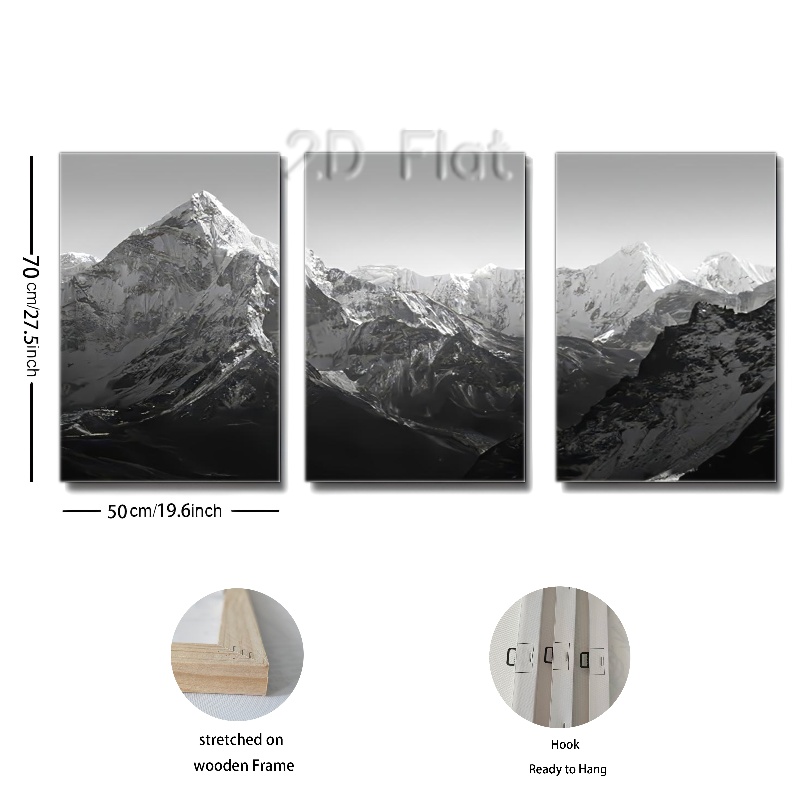 2D Flat
70 cm/27.5inch
50cm/19.6inch
stretched on
wooden Frame
Hook
Ready to Hang